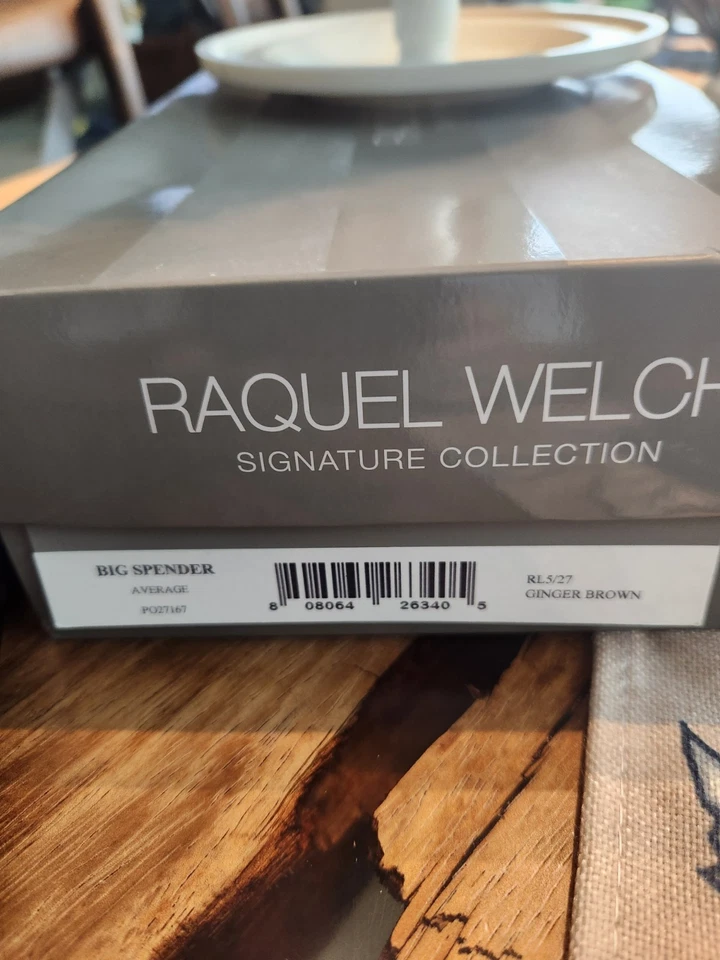 RAQUEL WELCH
SIGNATURE COLLECTION
BIG SPENDER
AVERAGE
PO27167
8 08064 26340 5
RL5/27
GINGER BROWN